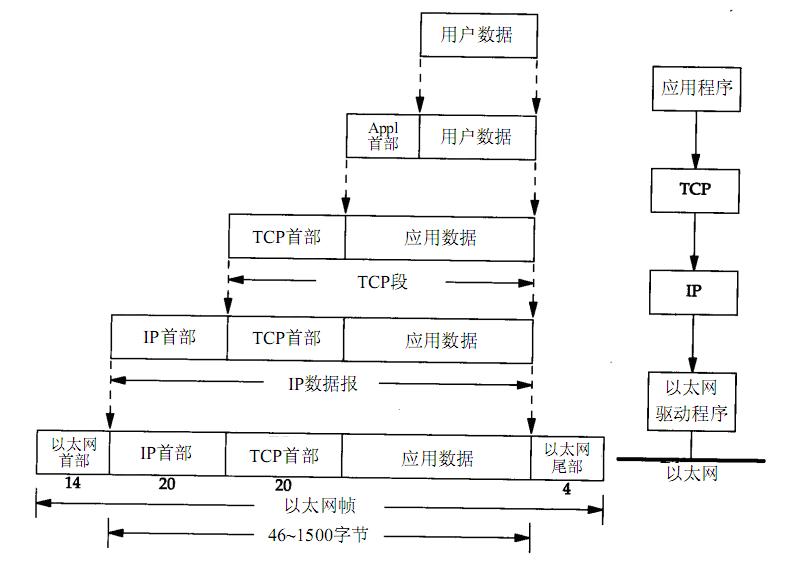 用户数据
应用程序
Appl
首部
用户数据
TCP
TCP首部
应用数据
TCP段
IP
IP首部
TCP首部
应用数据
IP数据报
以太网
驱动程序
以太网
首部
IP首部
TCP首部
应用数据
以太网
尾部
以太网
14
20
20
4
以太网帧
46~1500字节